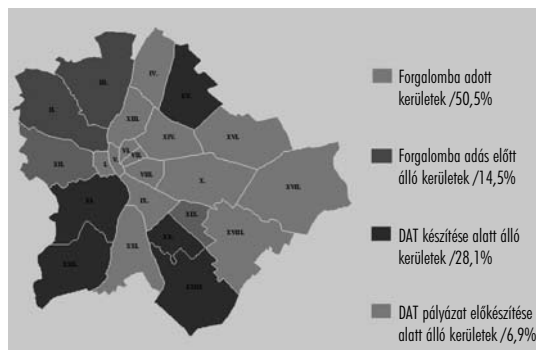 IV.
III.
XV.
II.
XIII.
XIV.
XVI.
VI.
XII.
I.
V.
VII.
VIII.
X.
XVII.
XI.
IX.
XIX.
XX.
XVIII.
XXI.
XXII.
XXIII.
Forgalomba adott
kerületek /50,5%
Forgalomba adás előtt
álló kerületek /14,5%
DAT készítése alatt álló
kerületek /28,1%
DAT pályázat előkészítése
alatt álló kerületek /6,9%